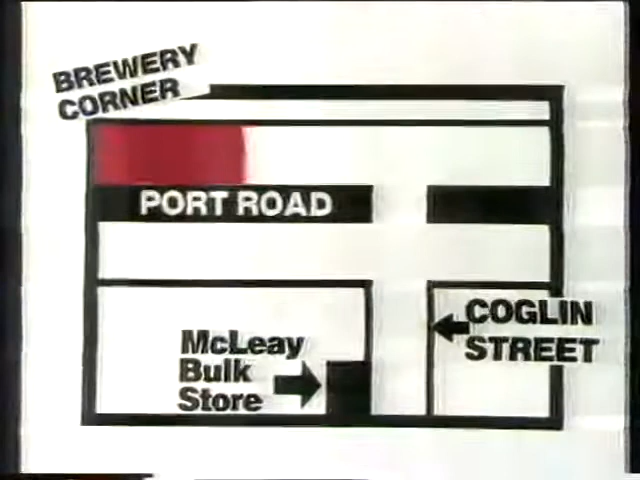 BREWERY
CORNER
PORT ROAD
COGLIN
STREET
McLeay
Bulk
Store